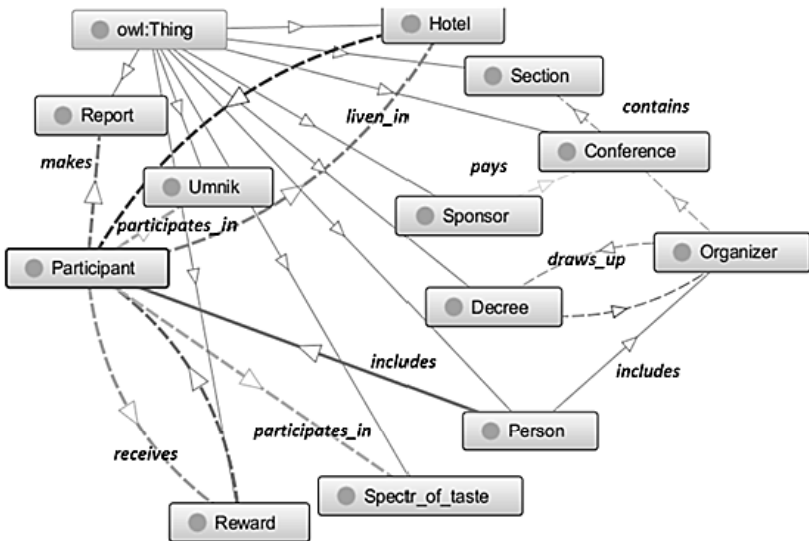 owl:Thing
Hotel
Section
Report
liven_in
contains
makes
Conference
Umnik
pays
Sponsor
participates_in
Organizer
Participant
draws_up
Decree
includes
includes
Person
participates_in
receives
Spectr_of_taste
Reward